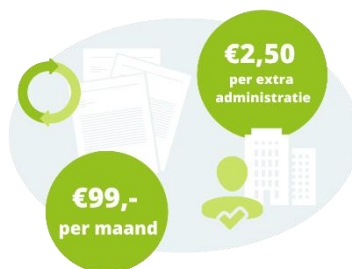 €2,50
per extra
administratie
€99,-
per maand